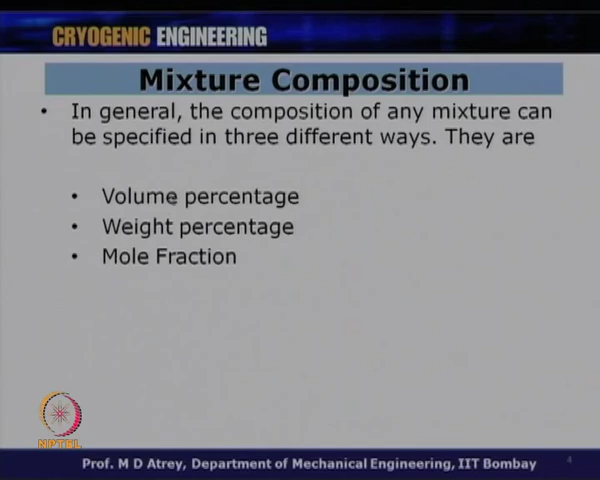 CRYOGENIC ENGINEERING
Mixture Composition
• In general, the composition of any mixture can
be specified in three different ways. They are
• Volume percentage
• Weight percentage
• Mole Fraction
NPTEL
Prof. M D Atrey, Department of Mechanical Engineering, IIT Bombay
4